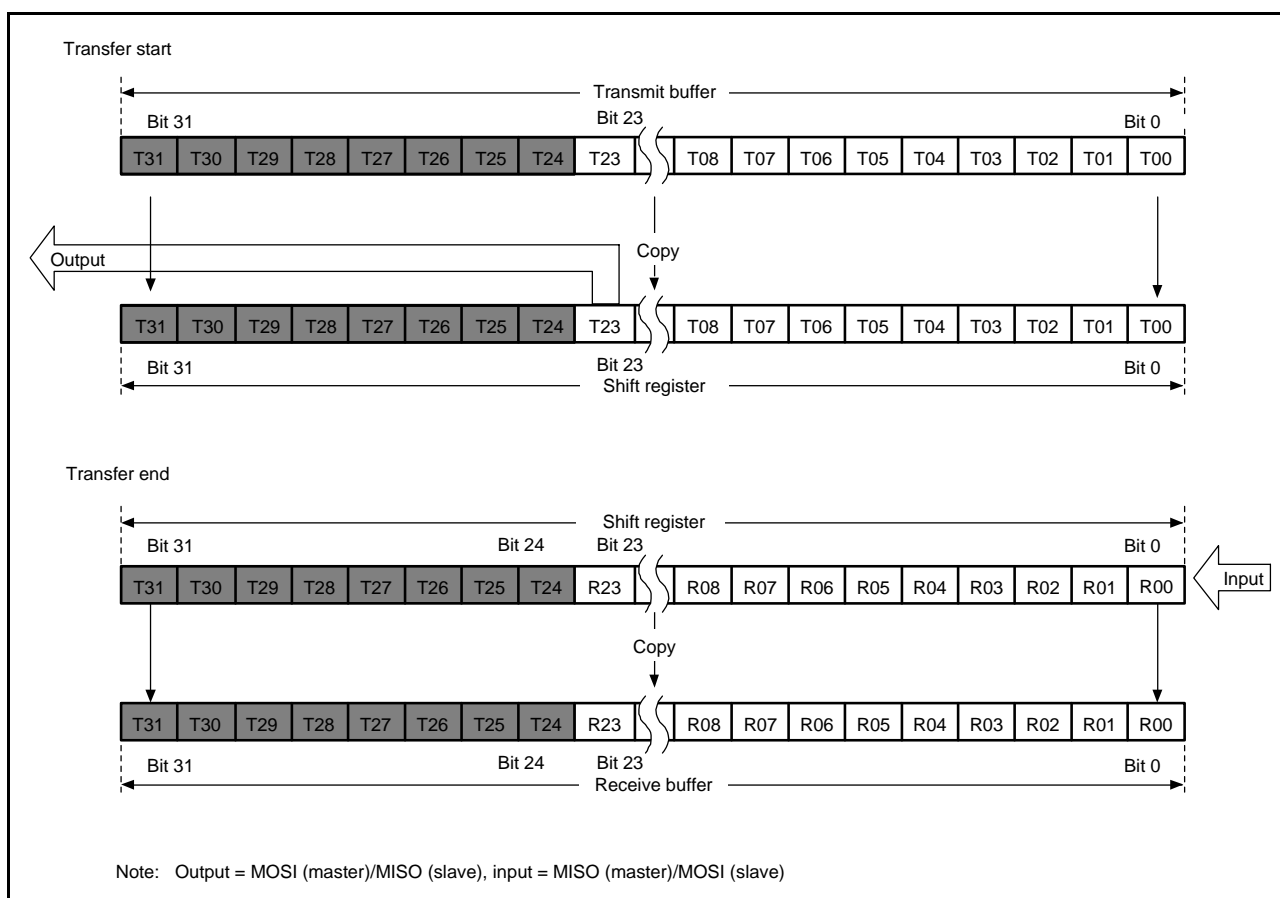 Transfer start
Transmit buffer
Bit 31 Bit 23 Bit 0
T31 T30 T29 T28 T27 T26 T25 T24 T23 T08 T07 T06 T05 T04 T03 T02 T01 T00
Copy
Output
T31 T30 T29 T28 T27 T26 T25 T24 T23 T08 T07 T06 T05 T04 T03 T02 T01 T00
Bit 31 Bit 23 Bit 0
Shift register
Transfer end
Shift register
Bit 31 Bit 24 Bit 23 Bit 0
T31 T30 T29 T28 T27 T26 T25 T24 R23 R08 R07 R06 R05 R04 R03 R02 R01 R00 Input
Copy
T31 T30 T29 T28 T27 T26 T25 T24 R23 R08 R07 R06 R05 R04 R03 R02 R01 R00
Bit 31 Bit 24 Bit 23 Bit 0
Receive buffer
Note: Output = MOSI (master)/MISO (slave), input = MISO (master)/MOSI (slave)